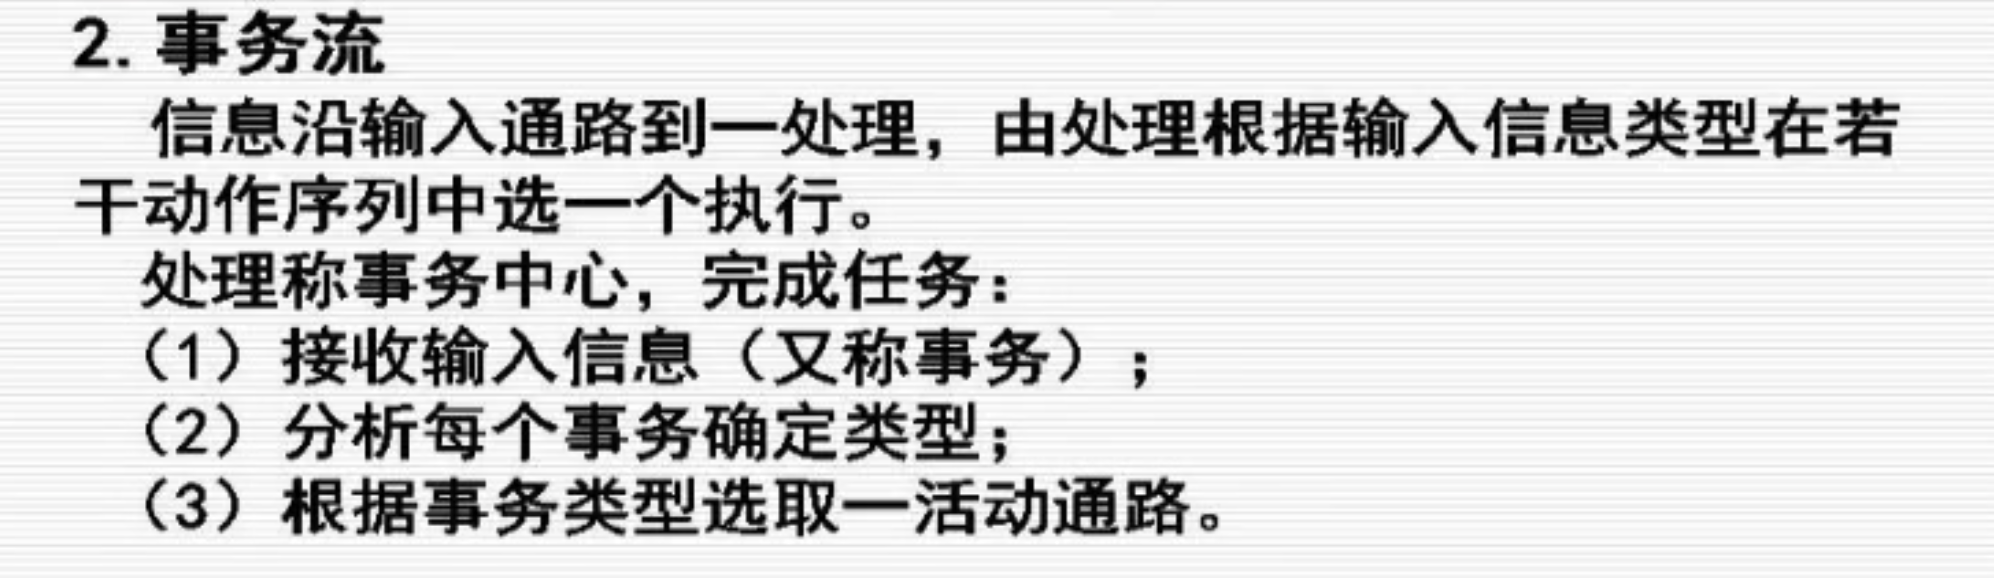 2. 事务流
信息沿输入通路到一处理，由处理根据输入信息类型在若
干动作序列中选一个执行。
处理称事务中心，完成任务：
（1）接收输入信息（又称事务）；
（2）分析每个事务确定类型；
（3）根据事务类型选取一活动通路。